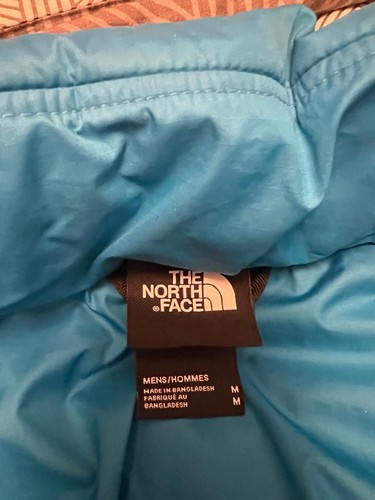 THE
NORTH
®FACE
MENS/HOMMES
MADE IN BANGLADESH M
FABRIQUÉ AU
BANGLADESH M